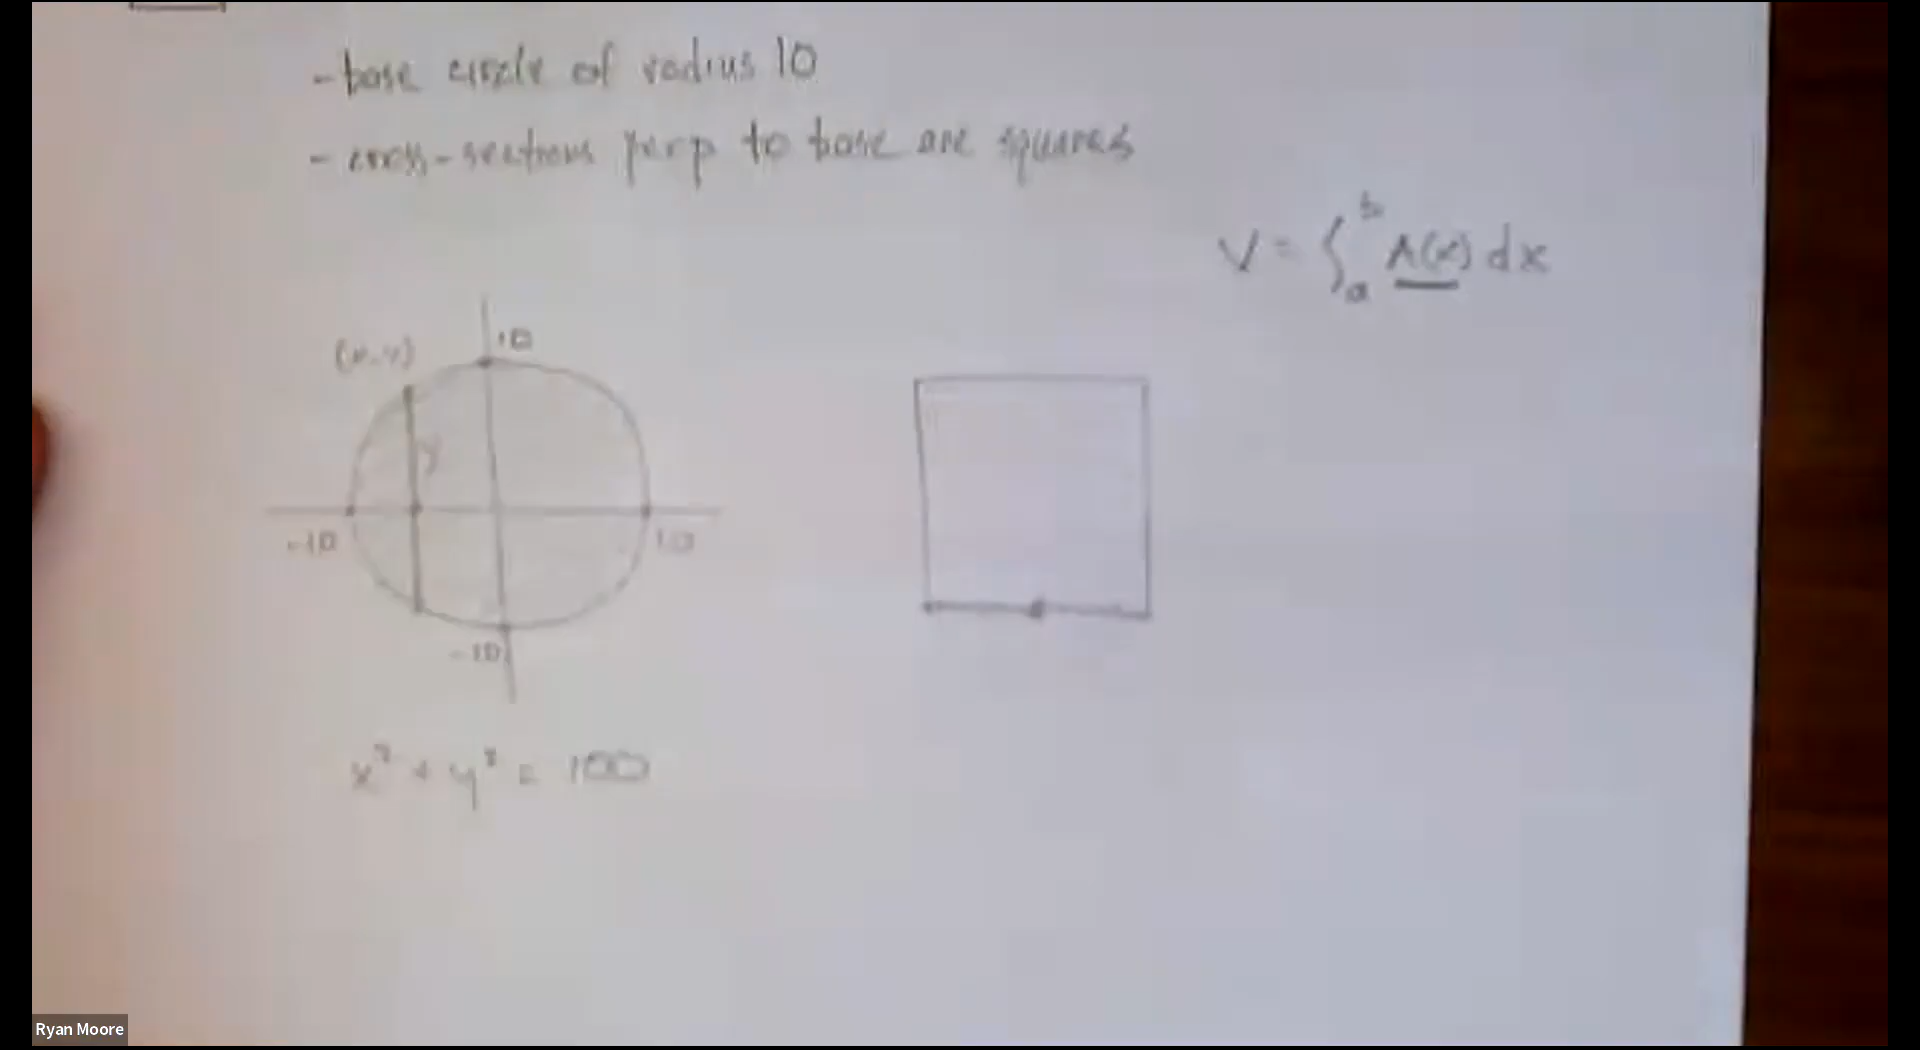 - base circle of radius 10
- cross-sections perp to base are squares
V = ∫_a^b A(x) dx
(x,y)
10
y
-10
10
-10
x² + y² = 100
Ryan Moore